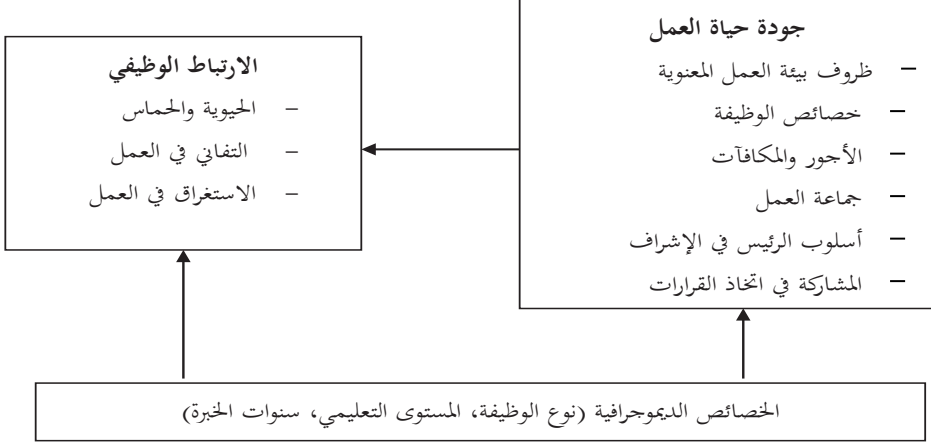 جودة حياة العمل
– ظروف بيئة العمل المعنوية
– خصائص الوظيفة
– الأجور والمكافآت
– جماعة العمل
– أسلوب الرئيس في الإشراف
– المشاركة في اتخاذ القرارات
الارتباط الوظيفي
– الحيوية والحماس
– التفاني في العمل
– الاستغراق في العمل
الخصائص الديموجرافية (نوع الوظيفة، المستوى التعليمي، سنوات الخبرة)